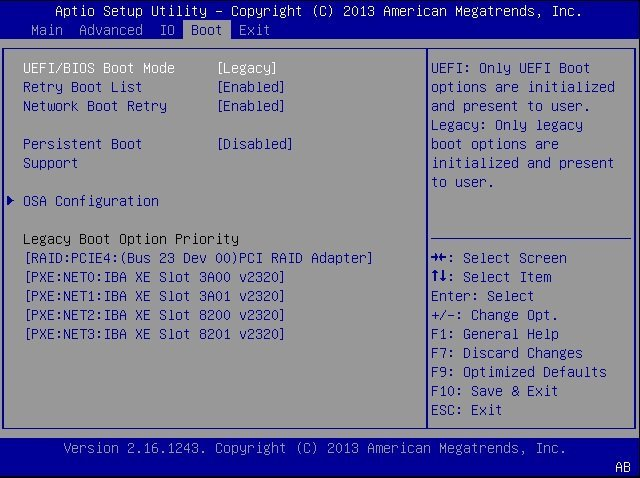 Aptio Setup Utility – Copyright (C) 2013 American Megatrends, Inc.
Main Advanced IO Boot Exit
UEFI/BIOS Boot Mode [Legacy]
Retry Boot List [Enabled]
Network Boot Retry [Enabled]
Persistent Boot [Disabled]
Support
OSA Configuration
Legacy Boot Option Priority
[RAID:PCIE4:(Bus 23 Dev 00)PCI RAID Adapter]
[PXE:NET0:IBA XE Slot 3A00 v2320]
[PXE:NET1:IBA XE Slot 3A01 v2320]
[PXE:NET2:IBA XE Slot 8200 v2320]
[PXE:NET3:IBA XE Slot 8201 v2320]
UEFI: Only UEFI Boot
options are initialized
and present to user.
Legacy: Only legacy
boot options are
initialized and present
to user.
→←: Select Screen
↑↓: Select Item
Enter: Select
+/-: Change Opt.
F1: General Help
F7: Discard Changes
F9: Optimized Defaults
F10: Save & Exit
ESC: Exit
Version 2.16.1243. Copyright (C) 2013 American Megatrends, Inc.
AB